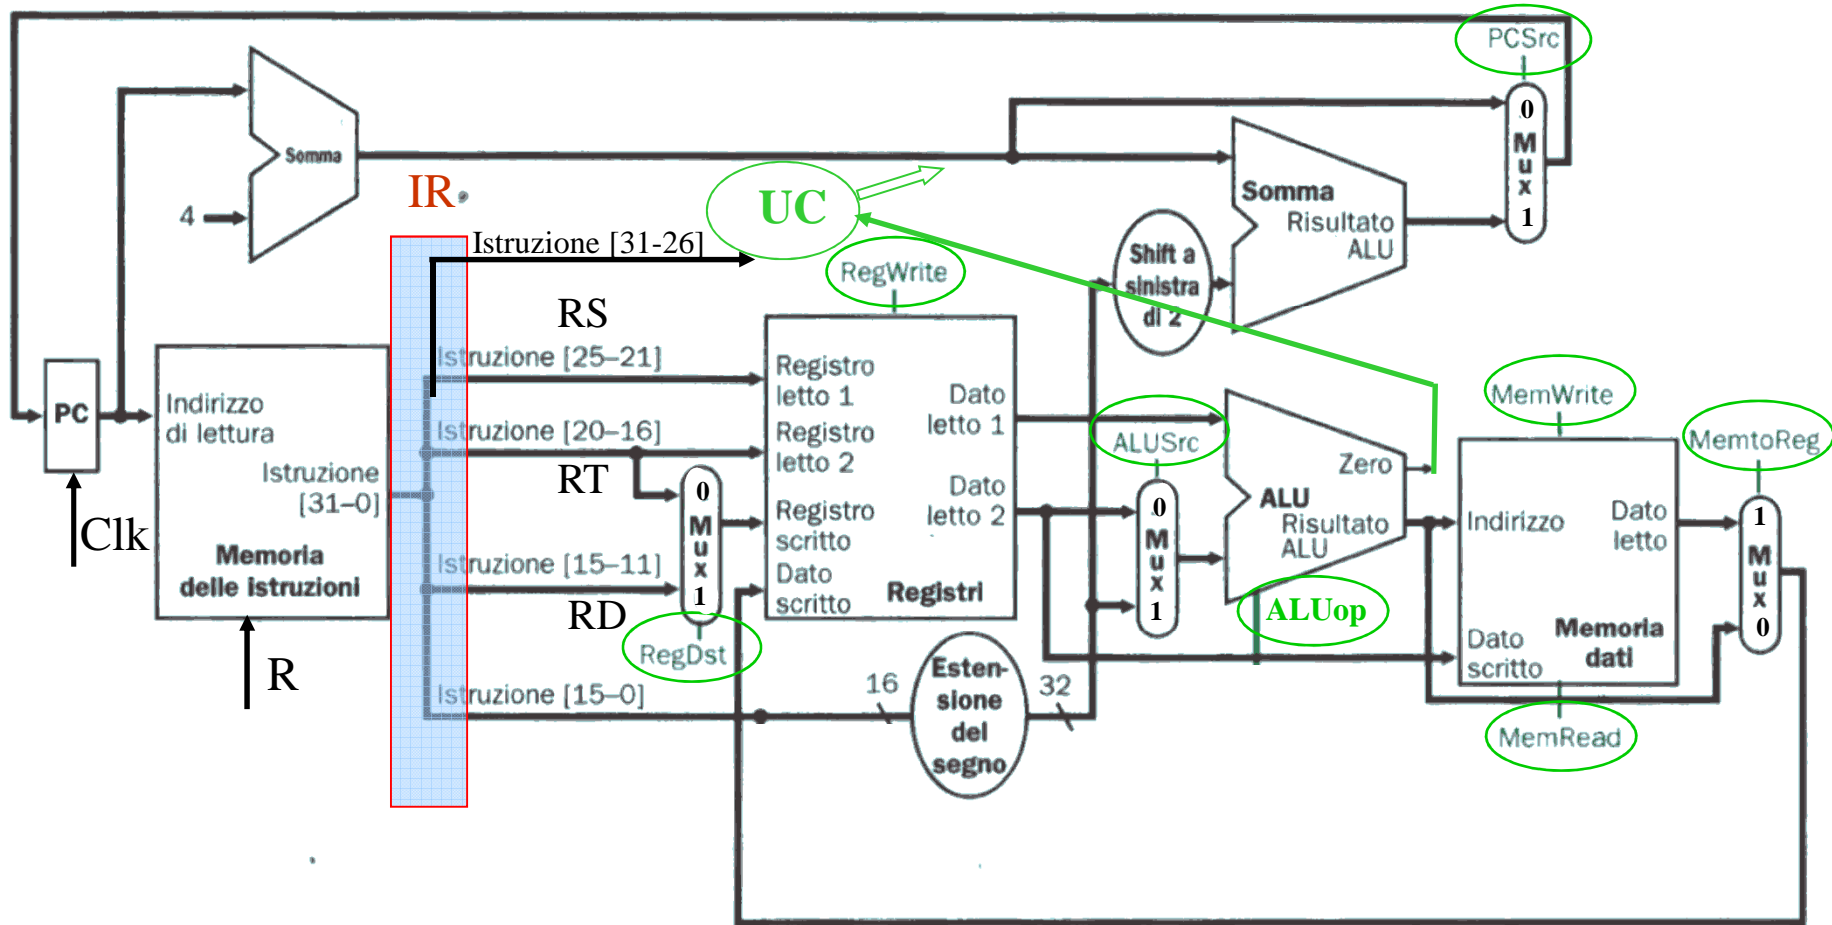 PCSrc
0
M
u
x
1
Somma
4
IR
UC
Istruzione [31-26]
Somma
Risultato
ALU
Shift a
sinistra
di 2
RegWrite
RS
Istruzione [25–21]
Registro
letto 1
Dato
letto 1
PC
Indirizzo
di lettura
Istruzione
[31–0]
Memoria
delle istruzioni
Clk
R
Istruzione [20–16]
RT
Registro
letto 2
Dato
letto 2
0
M
u
x
1
Registro
scritto
Dato
scritto
Registri
Istruzione [15–11]
RD
RegDst
Istruzione [15–0]
16
Esten-
sione
del
segno
32
ALUSrc
0
M
u
x
1
Zero
ALU
Risultato
ALU
ALUop
MemWrite
Indirizzo
Dato
letto
Dato
scritto
Memoria
dati
MemRead
MemtoReg
1
M
u
x
0